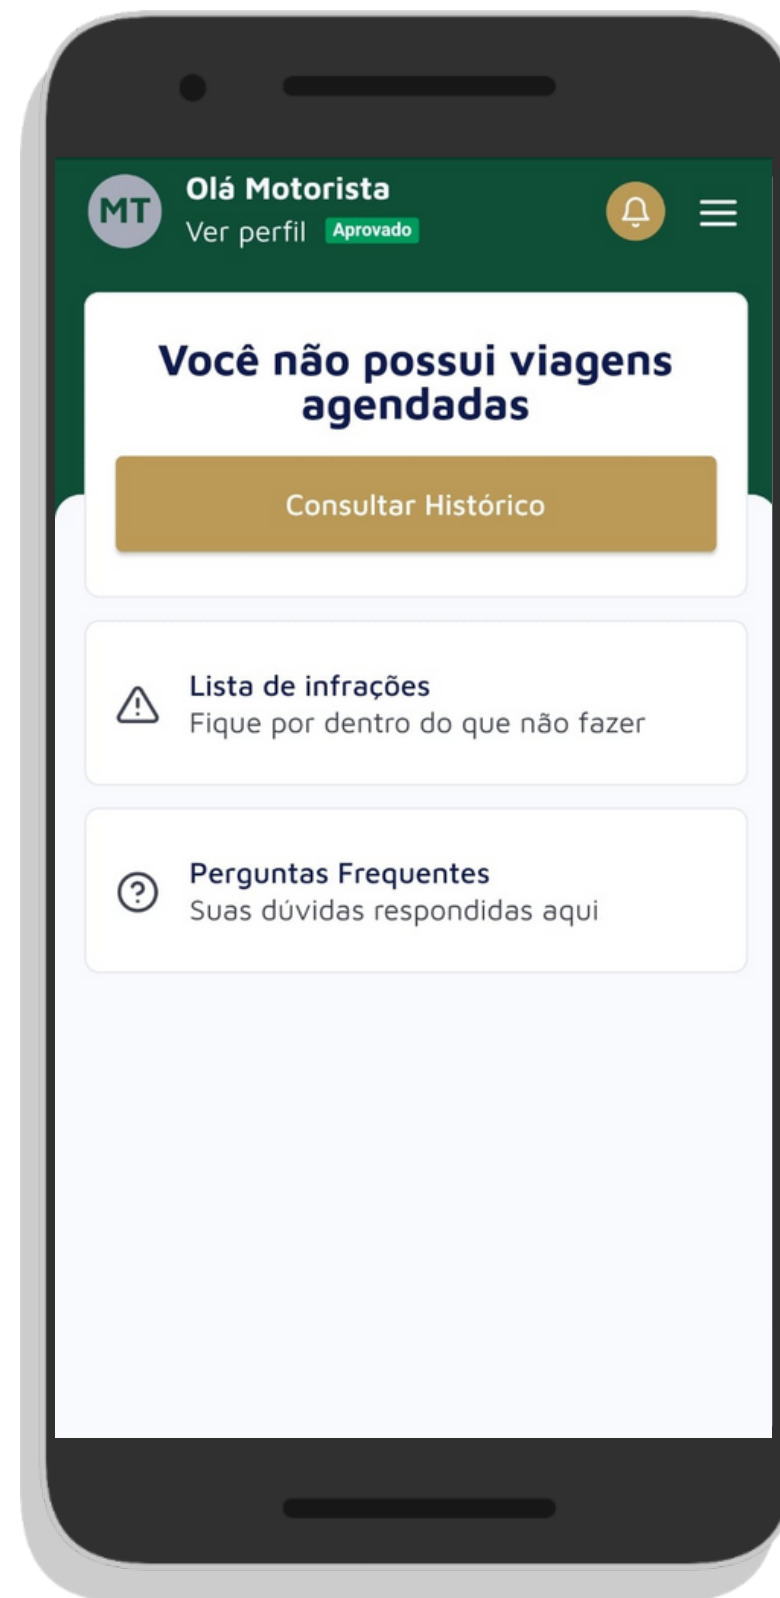 MT
Olá Motorista
Ver perfil Aprovado
Você não possui viagens
agendadas
Consultar Histórico
Lista de infrações
Fique por dentro do que não fazer
Perguntas Frequentes
Suas dúvidas respondidas aqui